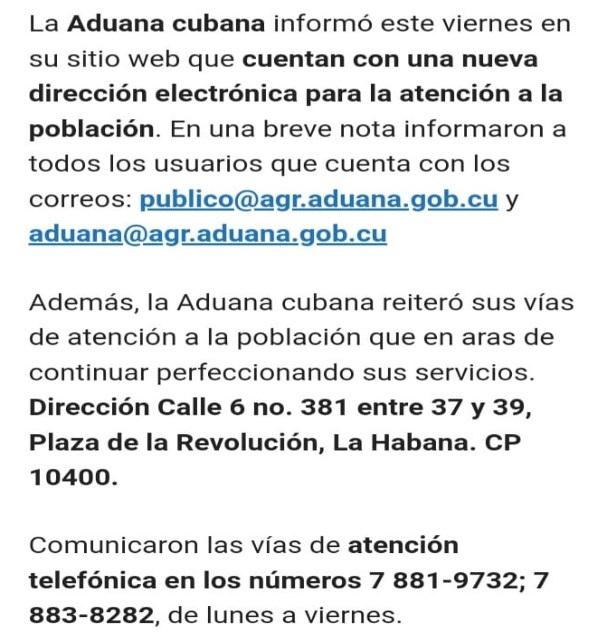 La Aduana cubana informó este viernes en
su sitio web que cuentan con una nueva
dirección electrónica para la atención a la
población. En una breve nota informaron a
todos los usuarios que cuenta con los
correos: publico@agr.aduana.gob.cu y
aduana@agr.aduana.gob.cu
Además, la Aduana cubana reiteró sus vías
de atención a la población que en aras de
continuar perfeccionando sus servicios.
Dirección Calle 6 no. 381 entre 37 y 39,
Plaza de la Revolución, La Habana. CP
10400.
Comunicaron las vías de atención
telefónica en los números 7 881-9732; 7
883-8282, de lunes a viernes.